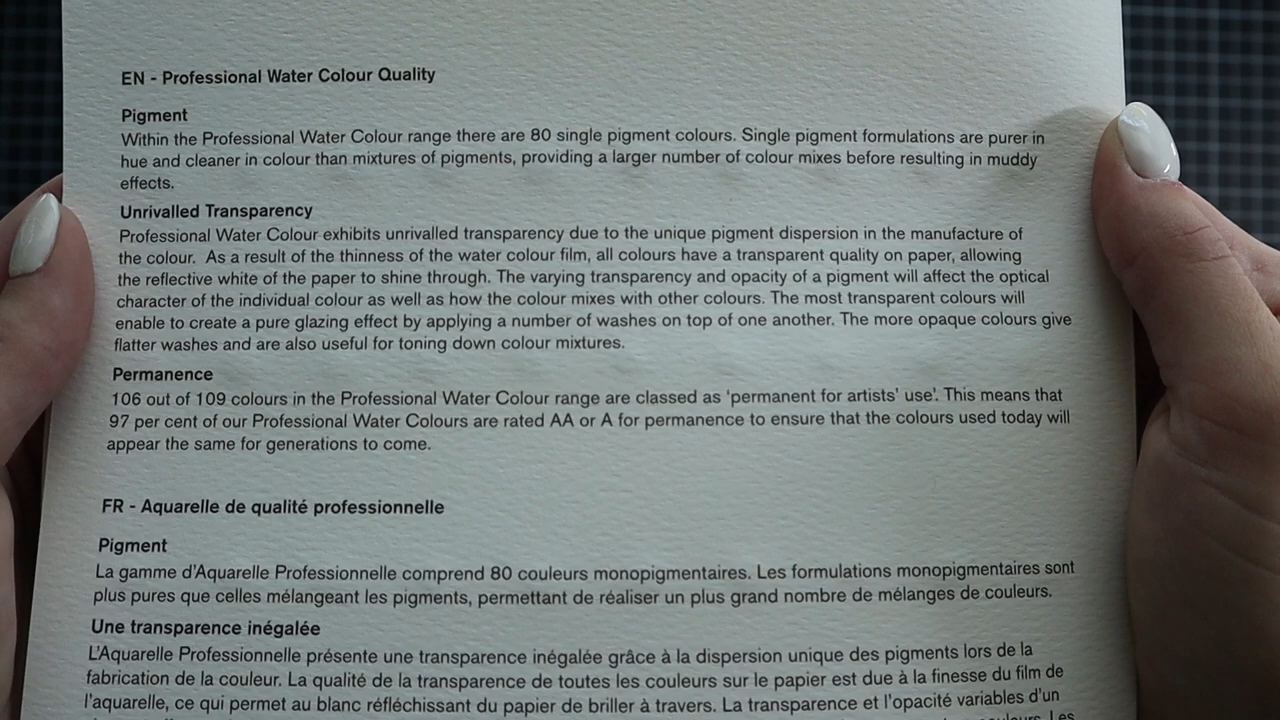 EN - Professional Water Colour Quality
Pigment
Within the Professional Water Colour range there are 80 single pigment colours. Single pigment formulations are purer in
hue and cleaner in colour than mixtures of pigments, providing a larger number of colour mixes before resulting in muddy
effects.
Unrivalled Transparency
Professional Water Colour exhibits unrivalled transparency due to the unique pigment dispersion in the manufacture of
the colour.  As a result of the thinness of the water colour film, all colours have a transparent quality on paper, allowing
the reflective white of the paper to shine through. The varying transparency and opacity of a pigment will affect the optical
character of the individual colour as well as how the colour mixes with other colours. The most transparent colours will
enable to create a pure glazing effect by applying a number of washes on top of one another. The more opaque colours give
flatter washes and are also useful for toning down colour mixtures.
Permanence
106 out of 109 colours in the Professional Water Colour range are classed as ‘permanent for artists’ use’. This means that
97 per cent of our Professional Water Colours are rated AA or A for permanence to ensure that the colours used today will
appear the same for generations to come.
FR - Aquarelle de qualité professionnelle
Pigment
La gamme d’Aquarelle Professionnelle comprend 80 couleurs monopigmentaires. Les formulations monopigmentaires sont
plus pures que celles mélangeant les pigments, permettant de réaliser un plus grand nombre de mélanges de couleurs.
Une transparence inégalée
L’Aquarelle Professionnelle présente une transparence inégalée grâce à la dispersion unique des pigments lors de la
fabrication de la couleur. La qualité de la transparence de toutes les couleurs sur le papier est due à la finesse du film de
l’aquarelle, ce qui permet au blanc réfléchissant du papier de briller à travers. La transparence et l’opacité variables d’un
Les